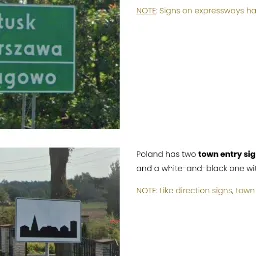 tusk
rszawa
agowo
NOTE: Signs on expressways ha
Poland has two town entry sig
and a white-and-black one wi
NOTE: Like direction signs, town